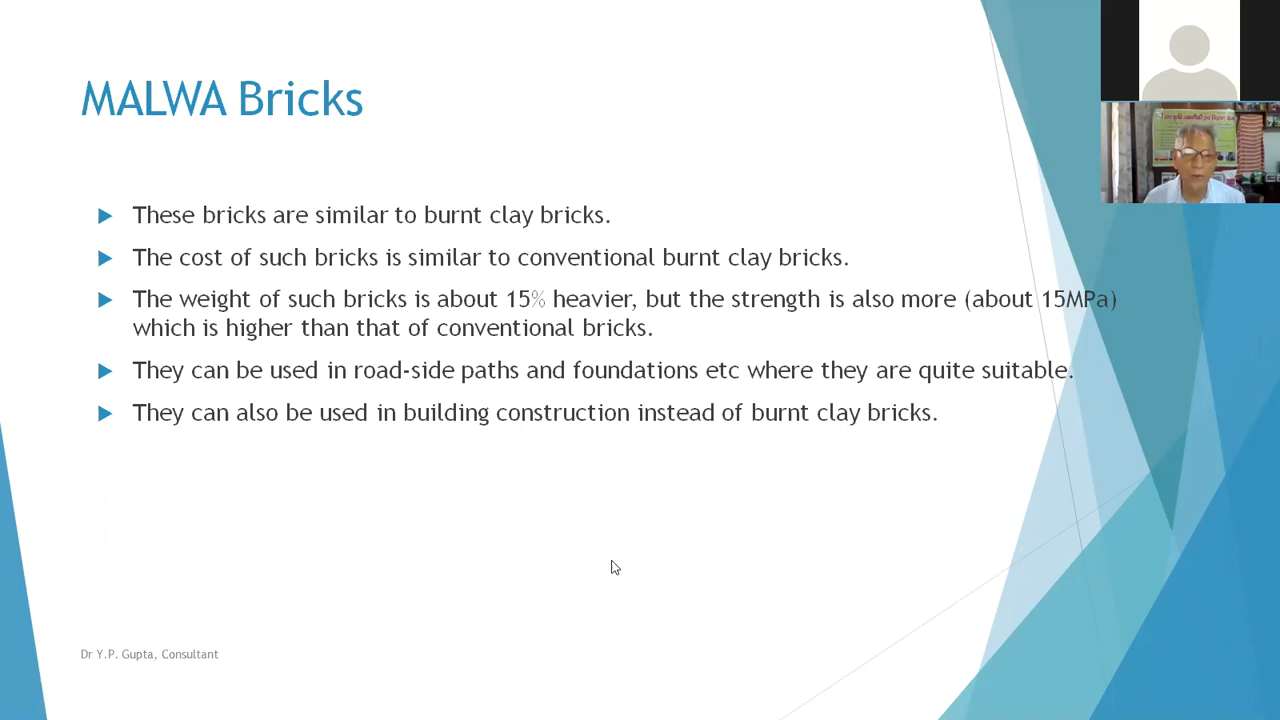 MALWA Bricks
These bricks are similar to burnt clay bricks.
The cost of such bricks is similar to conventional burnt clay bricks.
The weight of such bricks is about 15% heavier, but the strength is also more (about 15MPa)
which is higher than that of conventional bricks.
They can be used in road-side paths and foundations etc where they are quite suitable.
They can also be used in building construction instead of burnt clay bricks.
Dr Y.P. Gupta, Consultant